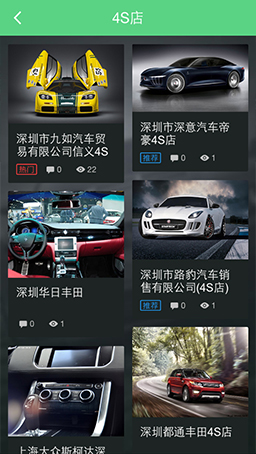 4S店
深圳市九如汽车贸
易有限公司信义4S
热门 0 22
深圳市深意汽车帝
豪4S店
推荐 0 1
深圳华日丰田
0 1
深圳市路豹汽车销
售有限公司(4S店)
推荐 0 1
上海大众斯柯达深
深圳都通丰田4S店